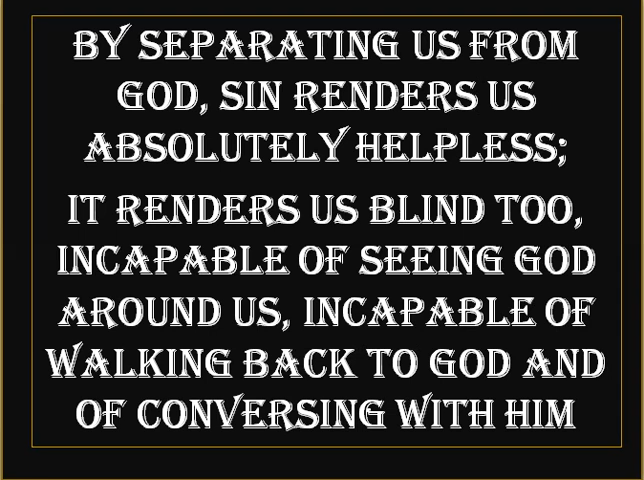 BY SEPARATING US FROM
GOD, SIN RENDERS US
ABSOLUTELY HELPLESS;
IT RENDERS US BLIND TOO,
INCAPABLE OF SEEING GOD
AROUND US, INCAPABLE OF
WALKING BACK TO GOD AND
OF CONVERSING WITH HIM